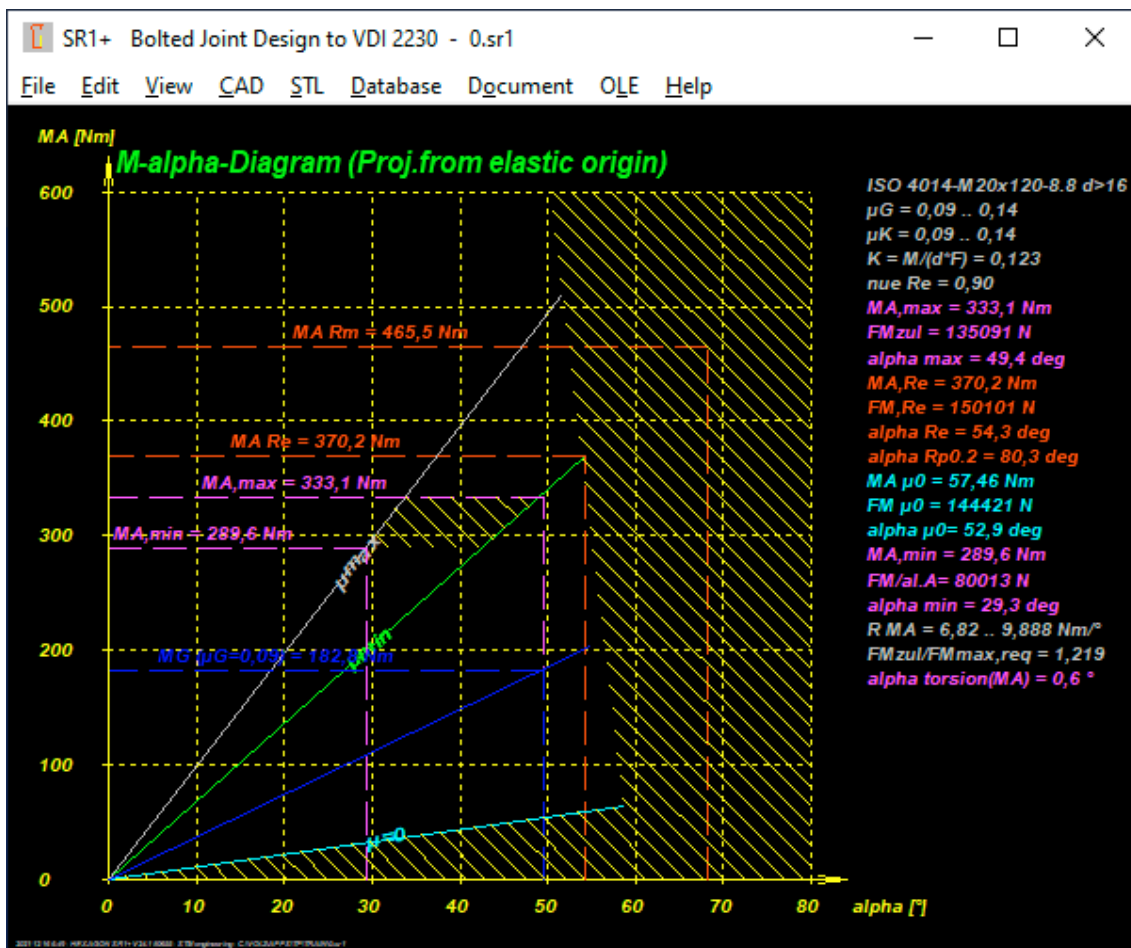 SR1+ Bolted Joint Design to VDI 2230 - 0.sr1
File Edit View CAD STL Database Document OLE Help
MA [Nm]
M-alpha-Diagram (Proj.from elastic origin)
600
500
400
300
200
100
0
MA Rm = 465,5 Nm
MA Re = 370,2 Nm
MA,max = 333,1 Nm
MA,min = 289,6 Nm
µmax
µmin
MG (µG=0,09) = 182,8 Nm
µ=0
0 10 20 30 40 50 60 70 80 alpha [°]
ISO 4014-M20x120-8.8 d>16
µG = 0,09 .. 0,14
µK = 0,09 .. 0,14
K = M/(d*F) = 0,123
nue Re = 0,90
MA,max = 333,1 Nm
FMzul = 135091 N
alpha max = 49,4 deg
MA,Re = 370,2 Nm
FM,Re = 150101 N
alpha Re = 54,3 deg
alpha Rp0.2 = 80,3 deg
MA µ0 = 57,46 Nm
FM µ0 = 144421 N
alpha µ0= 52,9 deg
MA,min = 289,6 Nm
FM/al.A= 80013 N
alpha min = 29,3 deg
R MA = 6,82 .. 9,888 Nm/°
FMzul/FMmax,req = 1,219
alpha torsion(MA) = 0,6 °